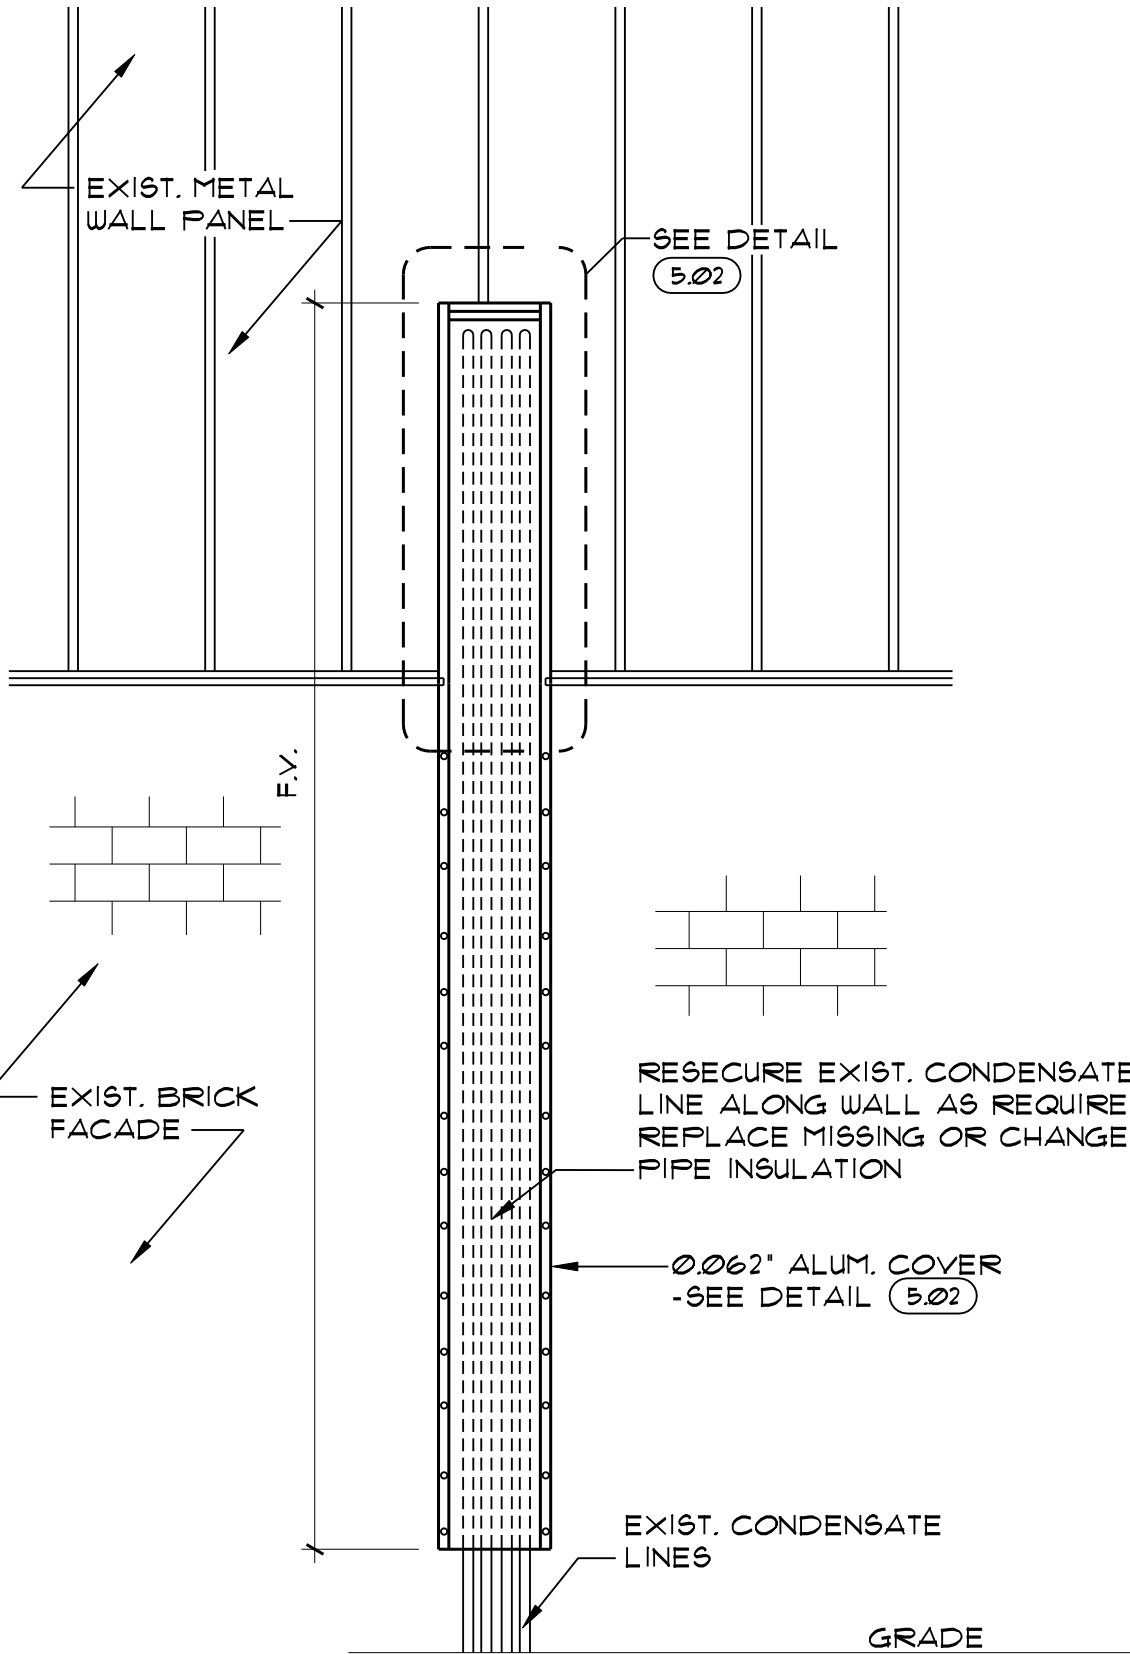 EXIST. METAL
WALL PANEL
SEE DETAIL
5.02
F.V.
EXIST. BRICK
FACADE
RESECURE EXIST. CONDENSATE
LINE ALONG WALL AS REQUIRE
REPLACE MISSING OR CHANGE
PIPE INSULATION
0.062" ALUM. COVER
-SEE DETAIL 5.02
EXIST. CONDENSATE
LINES
GRADE